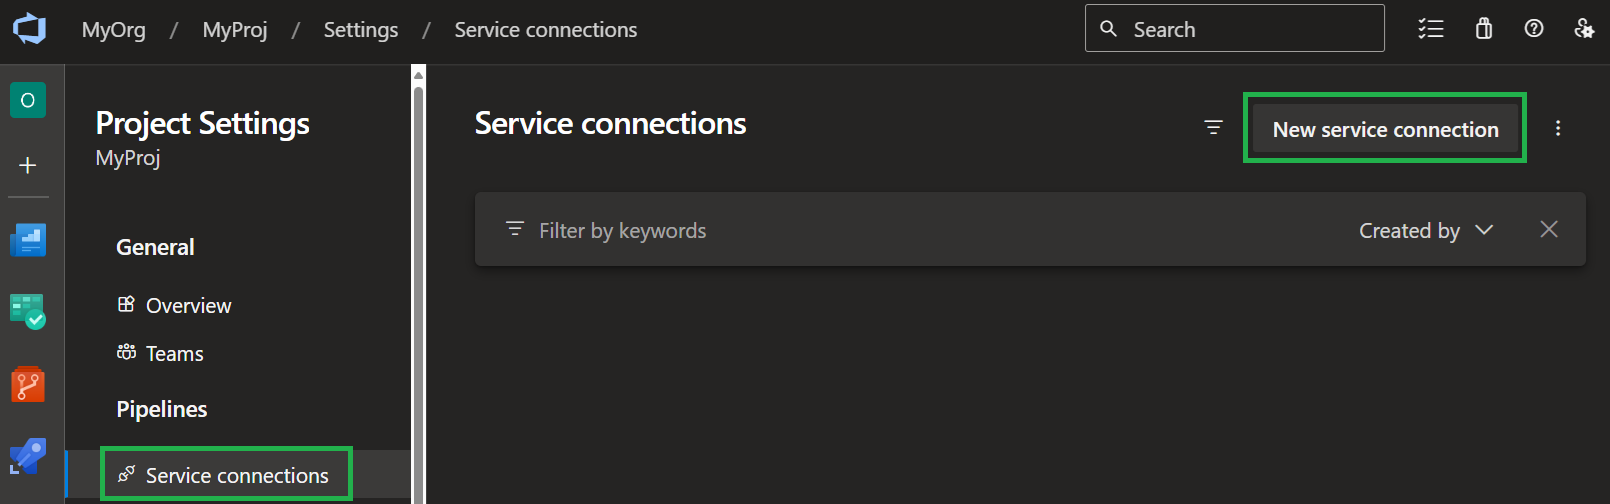 MyOrg / MyProj / Settings / Service connections
Search
O
Project Settings
MyProj
General
Overview
Teams
Pipelines
Service connections
Service connections
New service connection
Filter by keywords
Created by